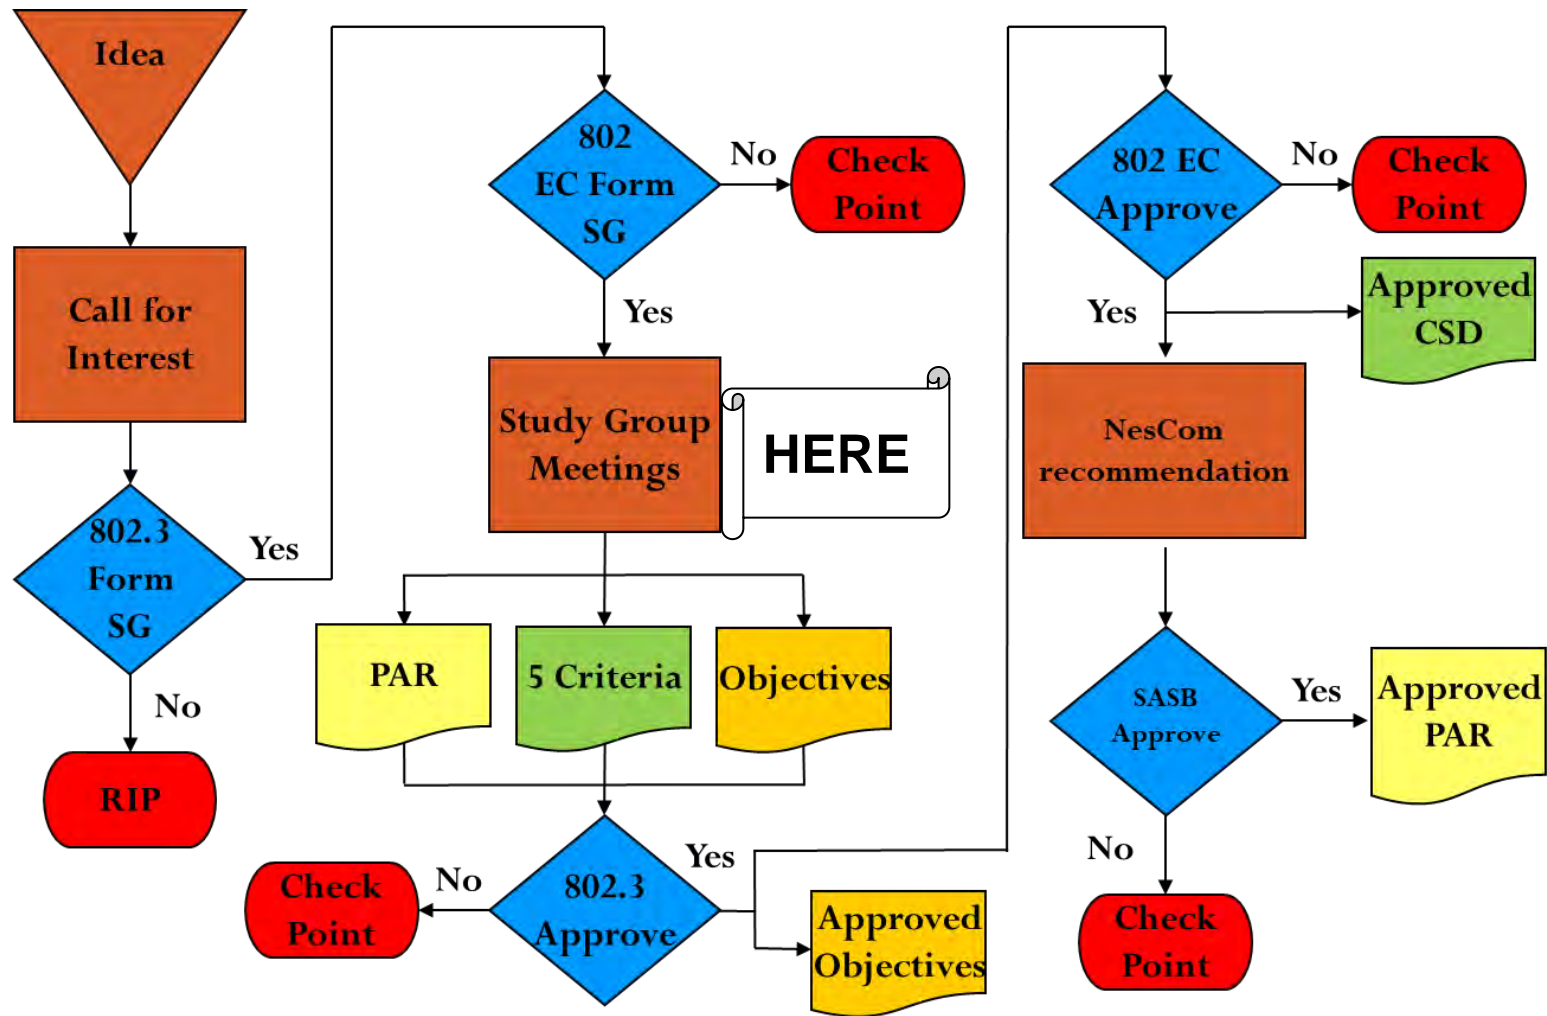 Idea
Call for
Interest
802.3
Form
SG
Yes
No
RIP
802
EC Form
SG
No
Check
Point
Yes
Study Group
Meetings
HERE
PAR
5 Criteria
Objectives
802.3
Approve
No
Check
Point
Yes
Approved
Objectives
802 EC
Approve
No
Check
Point
Yes
Approved
CSD
NesCom
recommendation
SASB
Approve
Yes
Approved
PAR
No
Check
Point